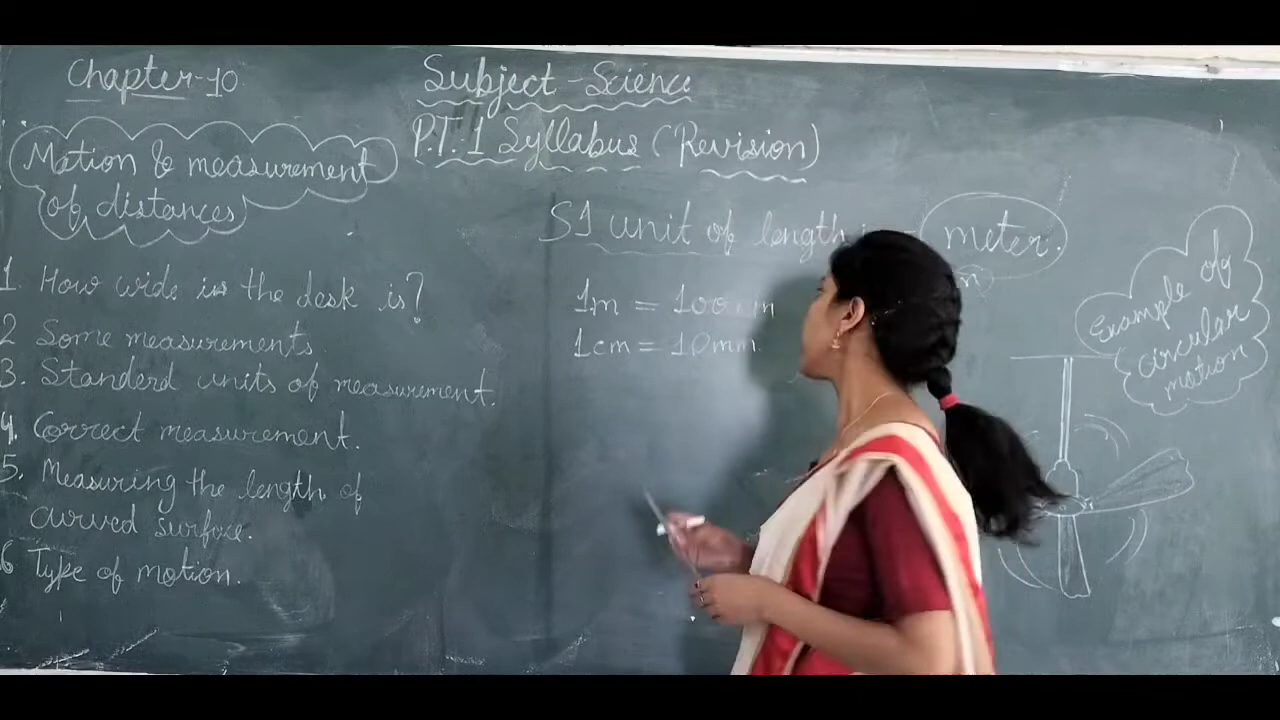 Chapter-10
Subject - Science
P.T. 1 Syllabus (Revision)
Motion & measurement
of distances
1. How wide is the desk is?
2 Some measurements.
3. Standerd units of measurement.
4. Correct measurement.
5. Measuring the length of
curved surface.
6 Type of motion.
SI unit of length
meter.
1m = 100cm
1cm = 10mm.
Example of
circular
motion